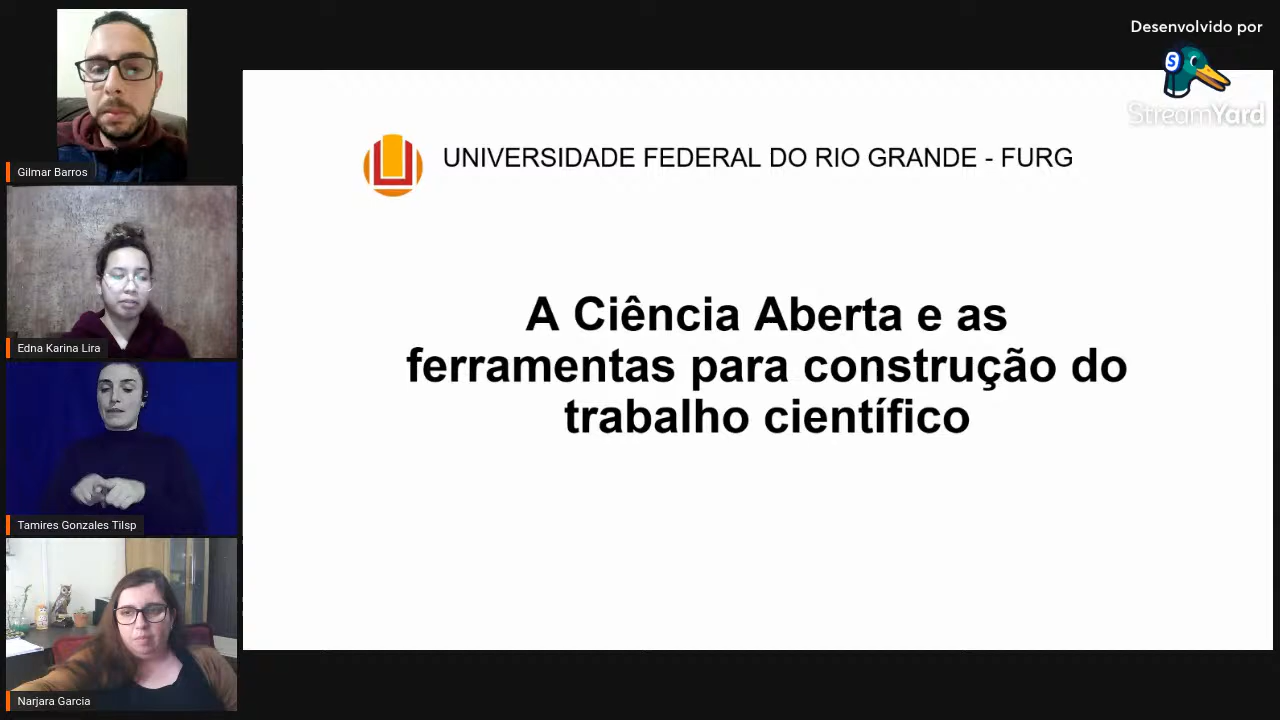 Desenvolvido por
StreamYard
Gilmar Barros
Edna Karina Lira
Tamires Gonzales Tilsp
Narjara Garcia
UNIVERSIDADE FEDERAL DO RIO GRANDE - FURG
A Ciência Aberta e as
ferramentas para construção do
trabalho científico